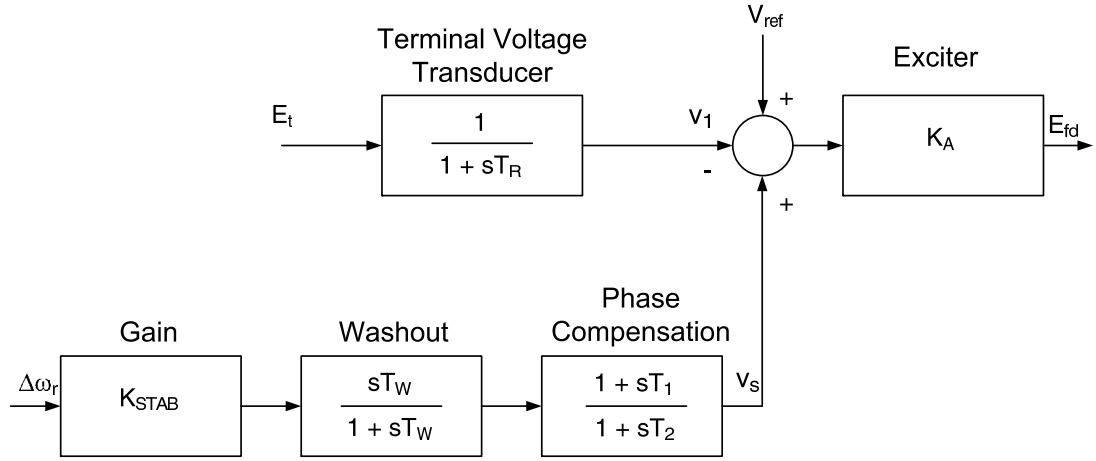 V_ref
Terminal Voltage
Transducer
Exciter
E_t
1
1 + sT_R
v_1
+
-
+
K_A
E_fd
Gain
Washout
Phase
Compensation
Δω_r
K_STAB
sT_W
1 + sT_W
1 + sT_1
1 + sT_2
v_s